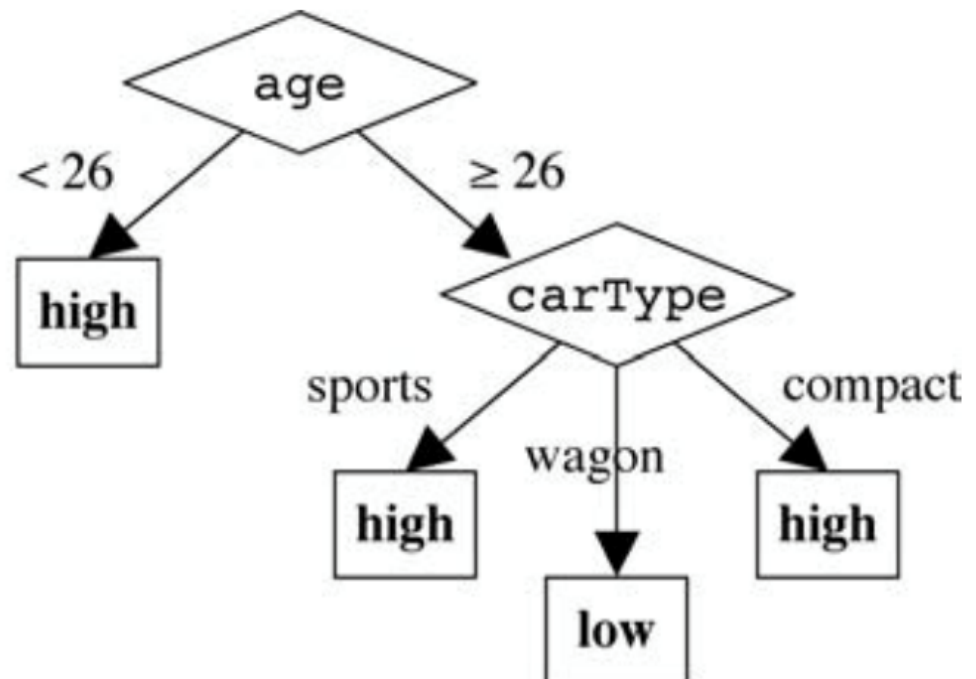 age
< 26
≥ 26
high
carType
sports
compact
wagon
high
high
low